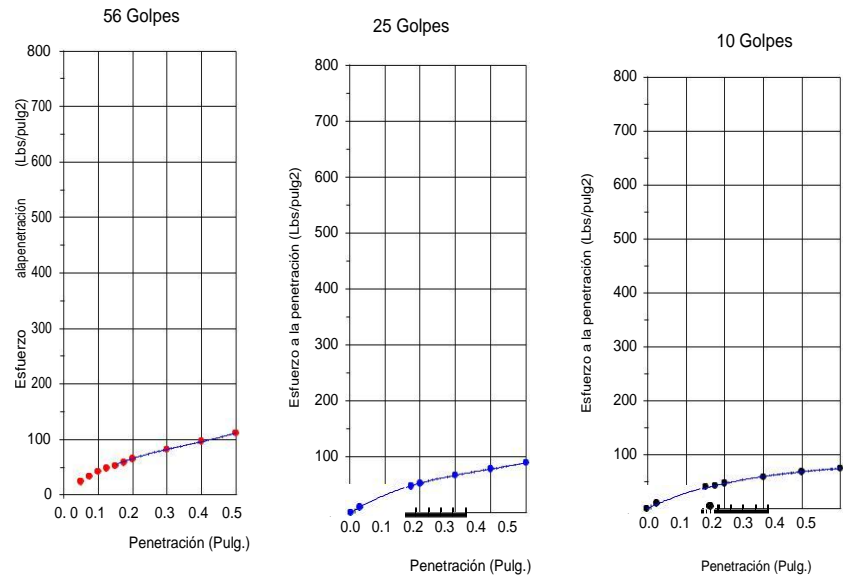 56 Golpes
Esfuerzo alapenetración (Lbs/pulg2)
800
700
600
500
400
300
200
100
0
0. 0 0.1 0.2 0.3 0.4 0.5
Penetración (Pulg.)
25 Golpes
Esfuerzo a la penetración (Lbs/pulg2)
800
700
600
500
400
300
200
100
0.0 0.1 0.2 0.3 0.4 0.5
Penetración (Pulg.)
10 Golpes
Esfuerzo a la penetración (Lbs/pulg2)
800
700
600
500
400
300
200
100
0.0 0.1 0.2 0.3 0.4 0.5
Penetración (Pulg.)